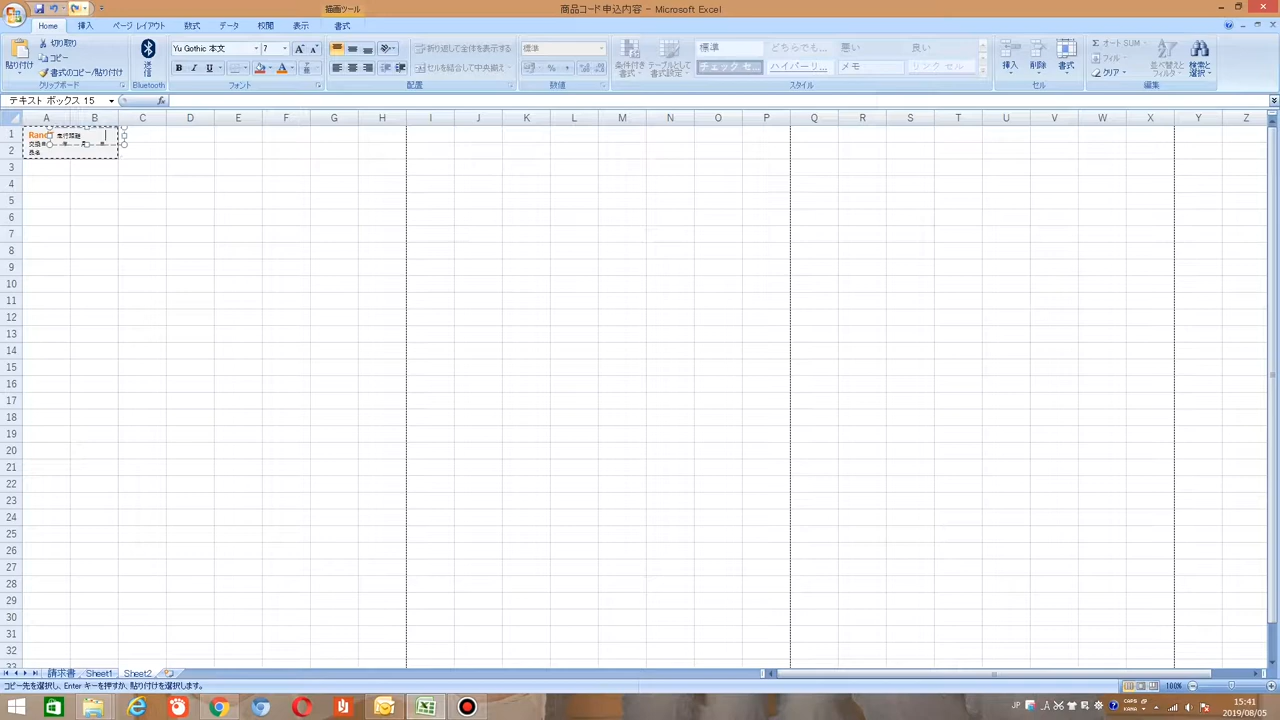 描画ツール
商品コード申込内容 - Microsoft Excel
Home
挿入
ページ レイアウト
数式
データ
校閲
表示
書式
貼り付け
切り取り
コピー
書式のコピー/貼り付け
クリップボード
送信
Bluetooth
Yu Gothic 本文
7
B I U
フォント
折り返して全体を表示する
セルを結合して中央揃え
配置
標準
数値
条件付き書式
テーブルとして書式設定
標準
どちらでも...
悪い
良い
チェック セ...
ハイパーリ...
メモ
リンク セル
スタイル
挿入
削除
書式
セル
Σ オート SUM
フィル
クリア
並べ替えとフィルタ
検索と選択
編集
テキスト ボックス 15
fx
A B C D E F G H I J K L M N O P Q R S T U V W X Y Z
1
走行距離
2
品名
3
4
5
6
7
8
9
10
11
12
13
14
15
16
17
18
19
20
21
22
23
24
25
26
27
28
29
30
31
32
33
請求書
Sheet1
Sheet2
コピー先を選択し、Enter キーを押すか、貼り付けを選択します。
100%
JP
CAPS
KANA
15:41
2019/08/05